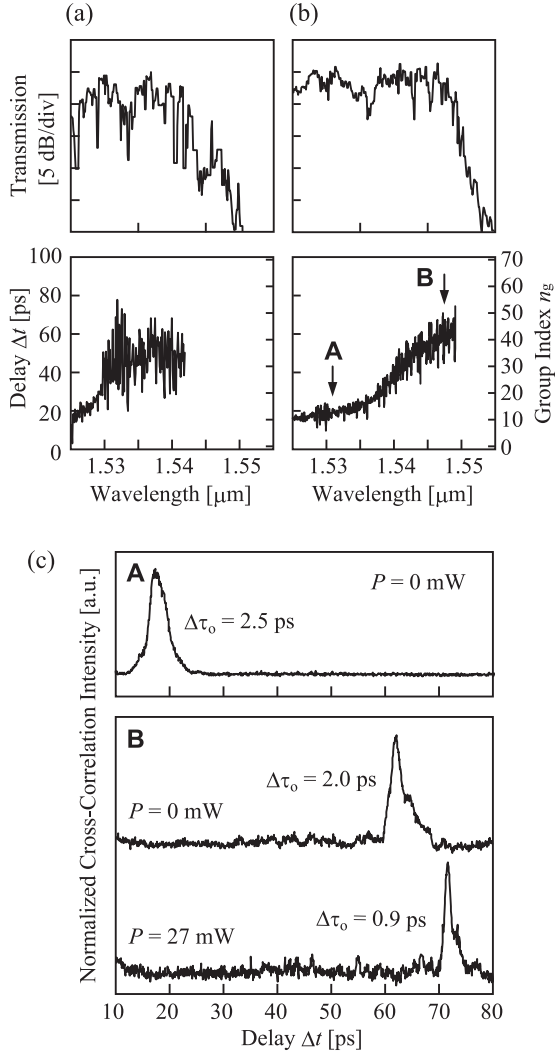 (a)
(b)
Transmission
[5 dB/div]
Delay Δt [ps]
100
80
60
40
20
0
A
B
70
60
50
40
30
20
10
0
Group Index ng
1.53 1.54 1.55
1.53 1.54 1.55
Wavelength [μm]
Wavelength [μm]
(c)
Normalized Cross-Correlation Intensity [a.u.]
A
P = 0 mW
Δτo = 2.5 ps
B
Δτo = 2.0 ps
P = 0 mW
Δτo = 0.9 ps
P = 27 mW
10 20 30 40 50 60 70 80
Delay Δt [ps]